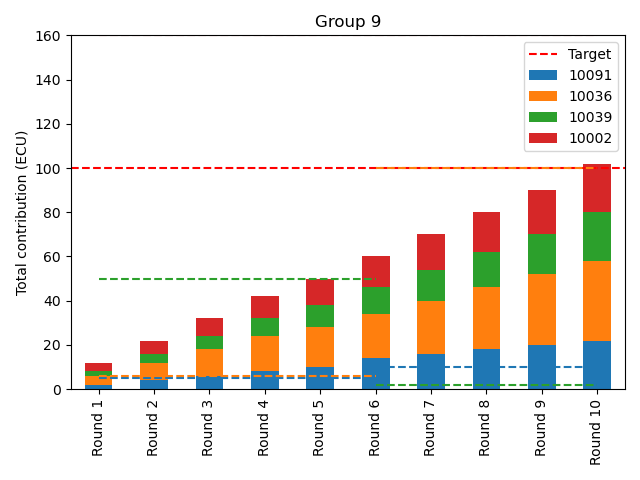 Group 9
Total contribution (ECU)
160
140
120
100
80
60
40
20
0
Target
10091
10036
10039
10002
Round 1
Round 2
Round 3
Round 4
Round 5
Round 6
Round 7
Round 8
Round 9
Round 10